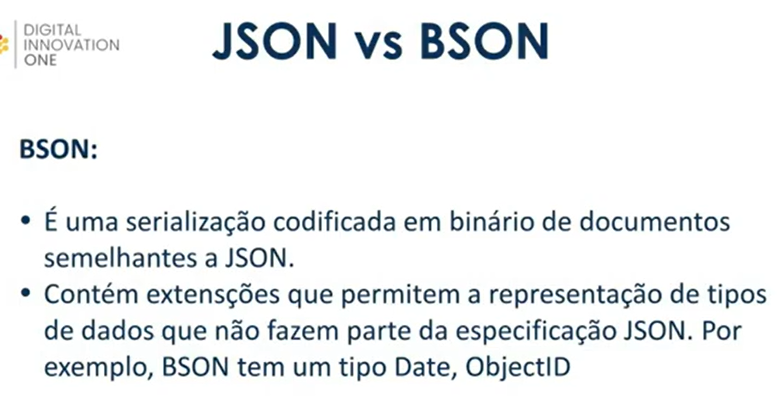 DIGITAL
INNOVATION
ONE
JSON vs BSON
BSON:
• É uma serialização codificada em binário de documentos
semelhantes a JSON.
• Contém extensções que permitem a representação de tipos
de dados que não fazem parte da especificação JSON. Por
exemplo, BSON tem um tipo Date, ObjectID